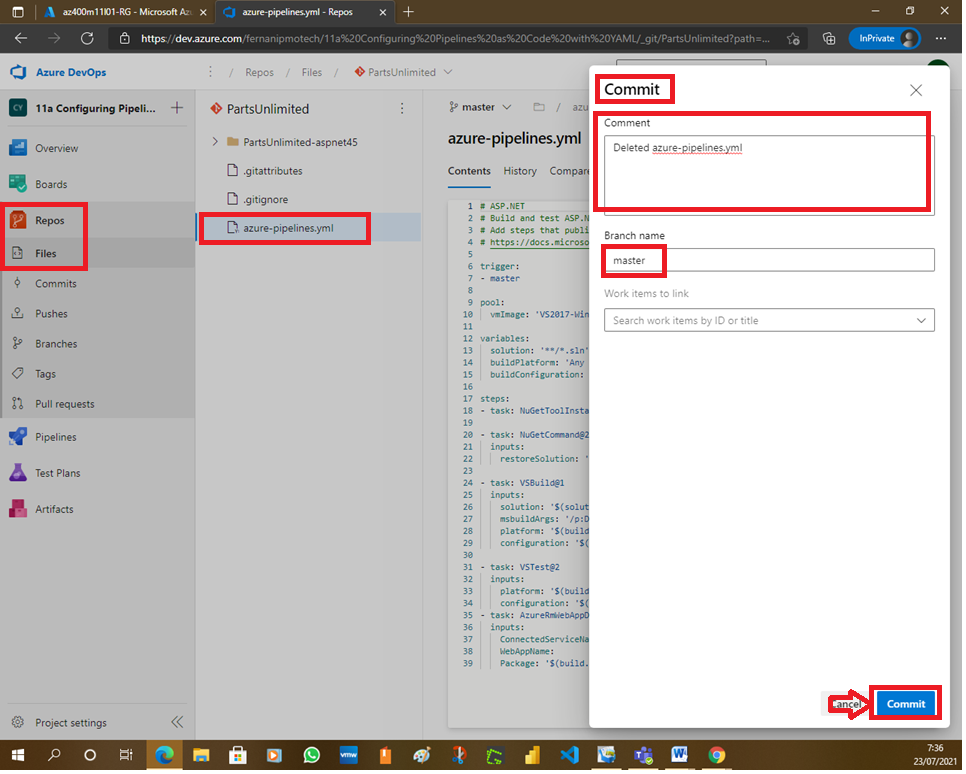 az400m11l01-RG - Microsoft Az
azure-pipelines.yml - Repos
https://dev.azure.com/fernanipmotech/11a%20Configuring%20Pipelines%20as%20Code%20with%20YAML/_git/PartsUnlimited?path=...
InPrivate
Azure DevOps
/ Repos / Files / PartsUnlimited
CY 11a Configuring Pipeli...
Overview
Boards
Repos
Files
Commits
Pushes
Branches
Tags
Pull requests
Pipelines
Test Plans
Artifacts
Project settings
PartsUnlimited
PartsUnlimited-aspnet45
.gitattributes
.gitignore
azure-pipelines.yml
master / azu
azure-pipelines.yml
Contents History Compare
1 # ASP.NET
2 # Build and test ASP.N
3 # Add steps that publi
4 # https://docs.microso
5
6 trigger:
7 - master
8
9 pool:
10 vmImage: 'VS2017-Win
11
12 variables:
13 solution: '**/*.sln'
14 buildPlatform: 'Any
15 buildConfiguration:
16
17 steps:
18 - task: NuGetToolInsta
19
20 - task: NuGetCommand@2
21 inputs:
22 restoreSolution: '
23
24 - task: VSBuild@1
25 inputs:
26 solution: '$(solut
27 msbuildArgs: '/p:D
28 platform: '$(build
29 configuration: '$(
30
31 - task: VSTest@2
32 inputs:
33 platform: '$(build
34 configuration: '$(
35 - task: AzureRmWebAppD
36 inputs:
37 ConnectedServiceNa
38 WebAppName:
39 Package: '$(build.
Commit
Comment
Deleted azure-pipelines.yml
Branch name
master
Work items to link
Search work items by ID or title
Cancel
Commit
vmw
7:36
23/07/2021